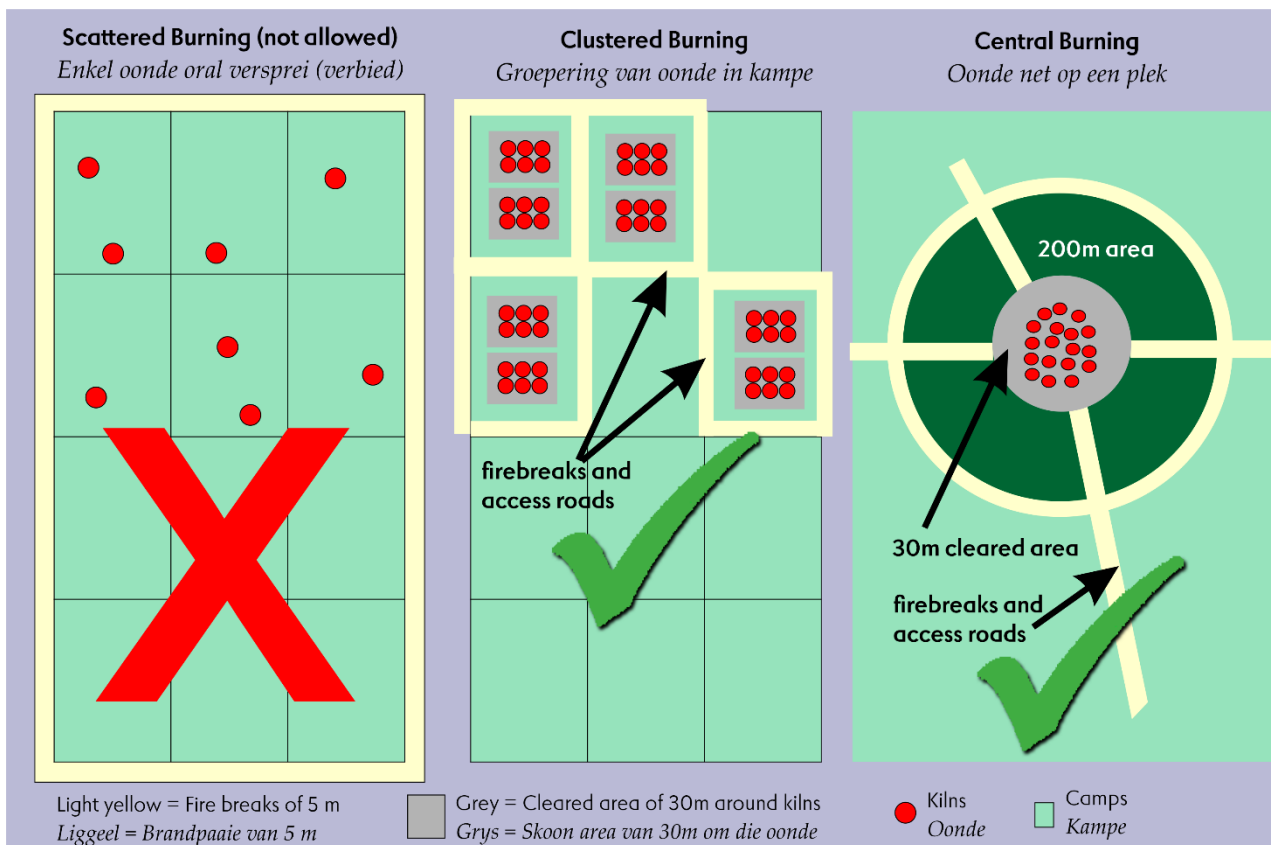 Scattered Burning (not allowed)
Enkel oonde oral versprei (verbied)
Clustered Burning
Groepering van oonde in kampe
Central Burning
Oonde net op een plek
firebreaks and
access roads
200m area
30m cleared area
firebreaks and
access roads
Light yellow = Fire breaks of 5 m
Liggeel = Brandpaaie van 5 m
Grey = Cleared area of 30m around kilns
Grys = Skoon area van 30m om die oonde
Kilns
Oonde
Camps
Kampe